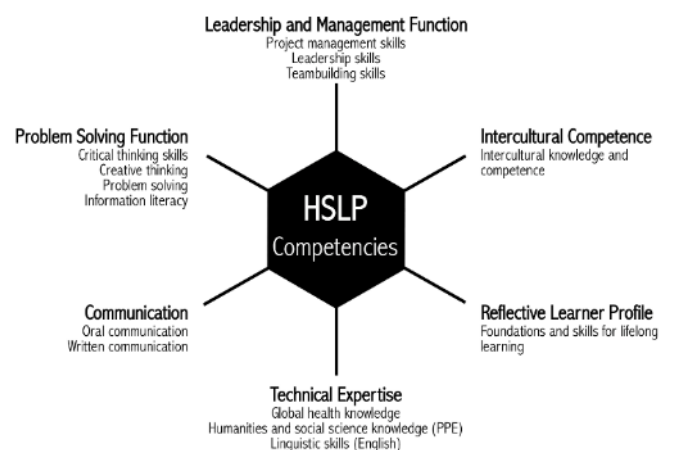 Leadership and Management Function
Project management skills
Leadership skills
Teambuilding skills
Problem Solving Function
Critical thinking skills
Creative thinking
Problem solving
Information literacy
Intercultural Competence
Intercultural knowledge and
competence
HSLP
Competencies
Communication
Oral communication
Written communication
Reflective Learner Profile
Foundations and skills for lifelong
learning
Technical Expertise
Global health knowledge
Humanities and social science knowledge (PPE)
Linguistic skills (English)